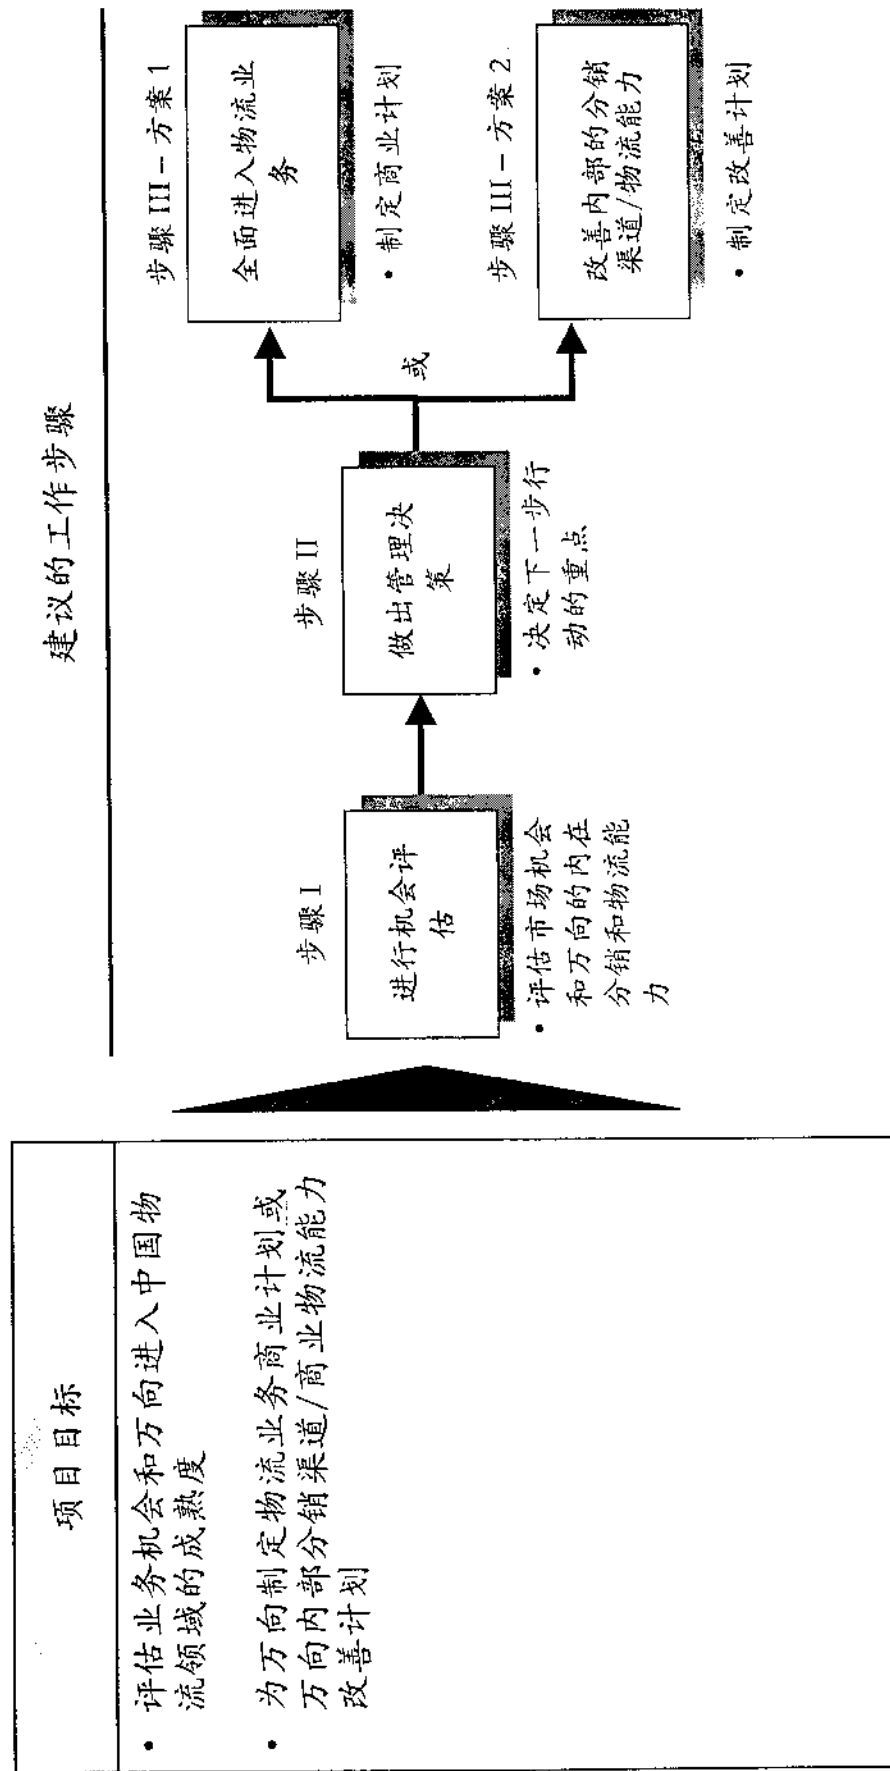 项目目标
• 评估业务机会和万向进入中国物
流领域的成熟度
• 为万向制定物流业务商业计划或
万向内部分销渠道/商业物流能力
改善计划
建议的工作步骤
步骤 I
进行机会评
估
• 评估市场机会
和万向的内在
分销和物流能
力
步骤 II
做出管理决
策
• 决定下一步行
动的重点
或
步骤 III - 方案 1
全面进入物流业
务
• 制定商业计划
步骤 III - 方案 2
改善内部的分销
渠道/物流能力
• 制定改善计划